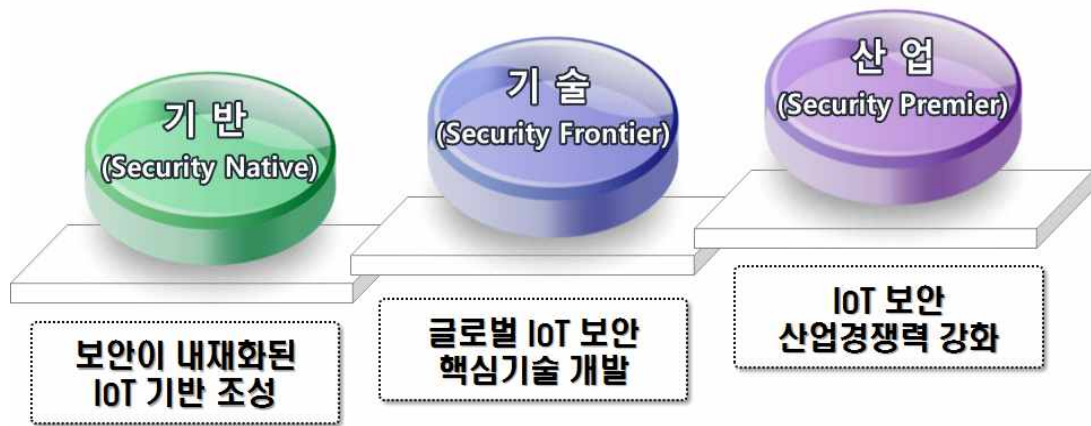 기 반
(Security Native)
기 술
(Security Frontier)
산 업
(Security Premier)
보안이 내재화된
IoT 기반 조성
글로벌 IoT 보안
핵심기술 개발
IoT 보안
산업경쟁력 강화